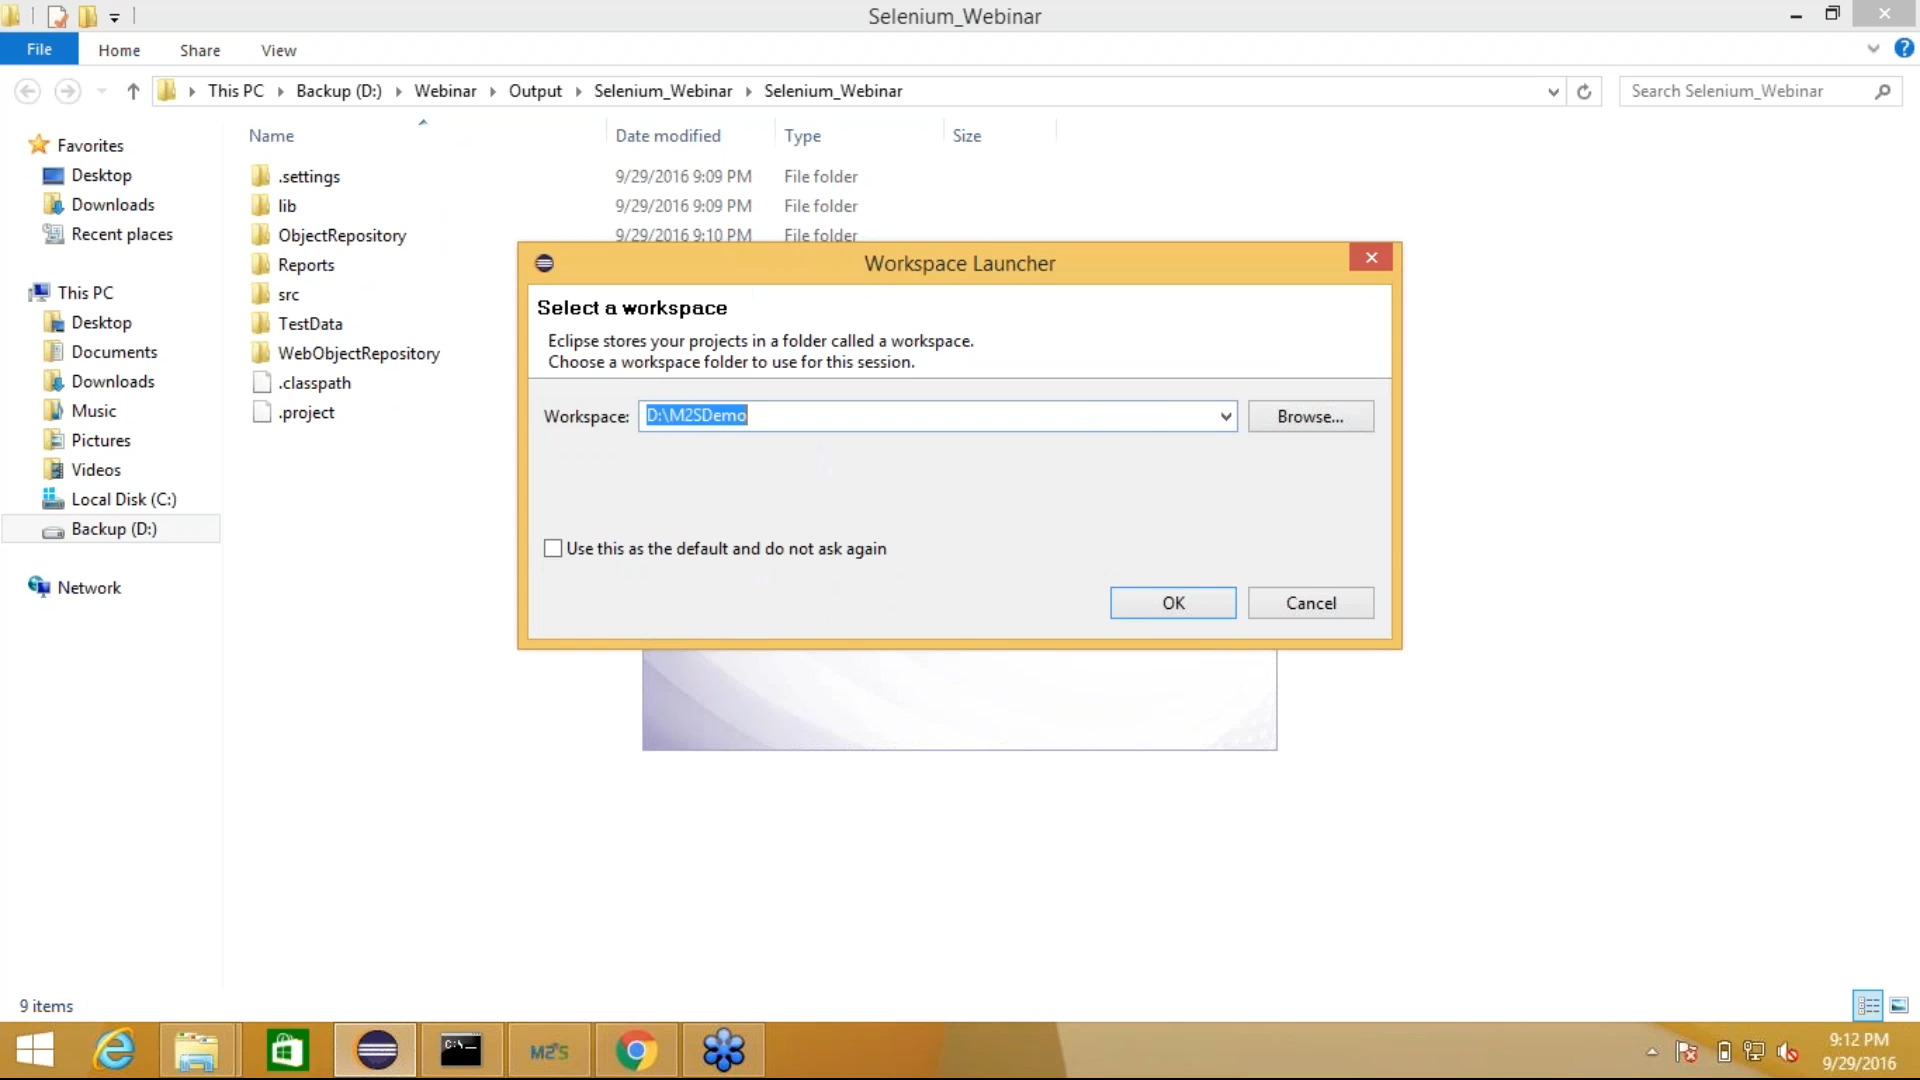 Selenium_Webinar
File Home Share View
This PC Backup (D:) Webinar Output Selenium_Webinar Selenium_Webinar
Search Selenium_Webinar
Name Date modified Type Size
Favorites
Desktop
Downloads
Recent places
This PC
Desktop
Documents
Downloads
Music
Pictures
Videos
Local Disk (C:)
Backup (D:)
Network
.settings 9/29/2016 9:09 PM File folder
lib 9/29/2016 9:09 PM File folder
ObjectRepository 9/29/2016 9:10 PM File folder
Reports
src
TestData
WebObjectRepository
.classpath
.project
Workspace Launcher
Select a workspace
Eclipse stores your projects in a folder called a workspace.
Choose a workspace folder to use for this session.
Workspace: D:\M2SDemo Browse...
Use this as the default and do not ask again
OK Cancel
9 items
C:\
M2S
9:12 PM
9/29/2016